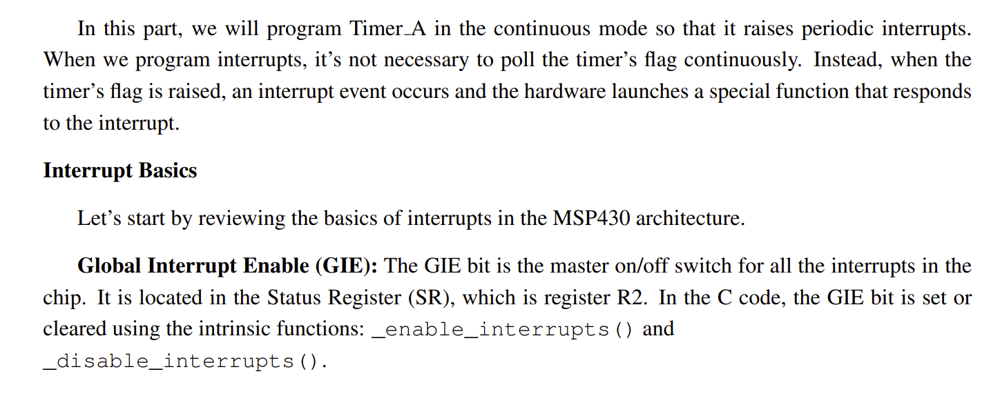 In this part, we will program Timer_A in the continuous mode so that it raises periodic interrupts.
When we program interrupts, it’s not necessary to poll the timer’s flag continuously. Instead, when the
timer’s flag is raised, an interrupt event occurs and the hardware launches a special function that responds
to the interrupt.
Interrupt Basics
Let’s start by reviewing the basics of interrupts in the MSP430 architecture.
Global Interrupt Enable (GIE): The GIE bit is the master on/off switch for all the interrupts in the
chip. It is located in the Status Register (SR), which is register R2. In the C code, the GIE bit is set or
cleared using the intrinsic functions: _enable_interrupts() and
_disable_interrupts().